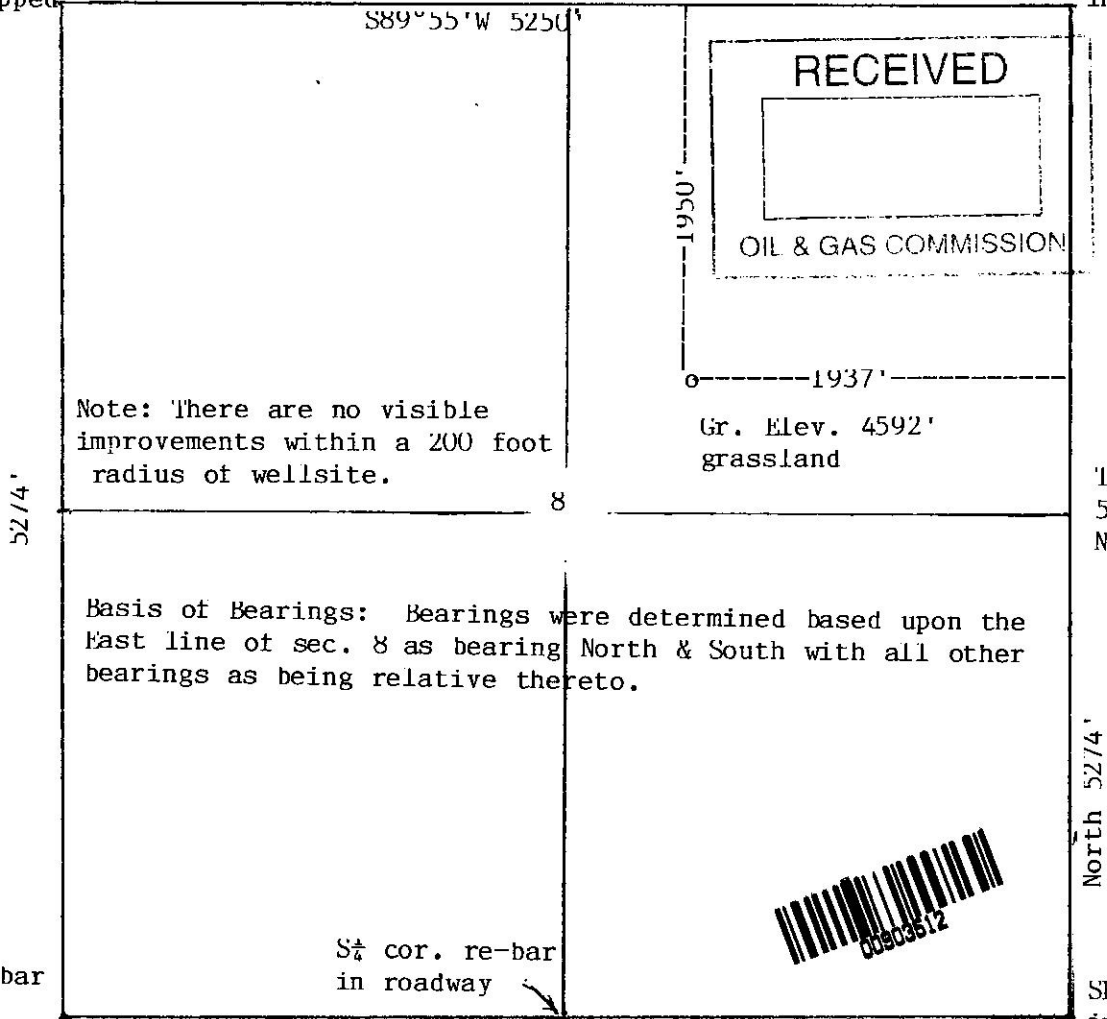 S89°55'W 5250'
RECEIVED
OIL & GAS COMMISSION
1950'
1937'
Gr. Elev. 4592'
grassland
Note: There are no visible
improvements within a 200 foot
radius of wellsite.
5274'
8
Basis of Bearings: Bearings were determined based upon the
East line of sec. 8 as bearing North & South with all other
bearings as being relative thereto.
North 5274'
00903612
S¼ cor. re-bar
in roadway
bar